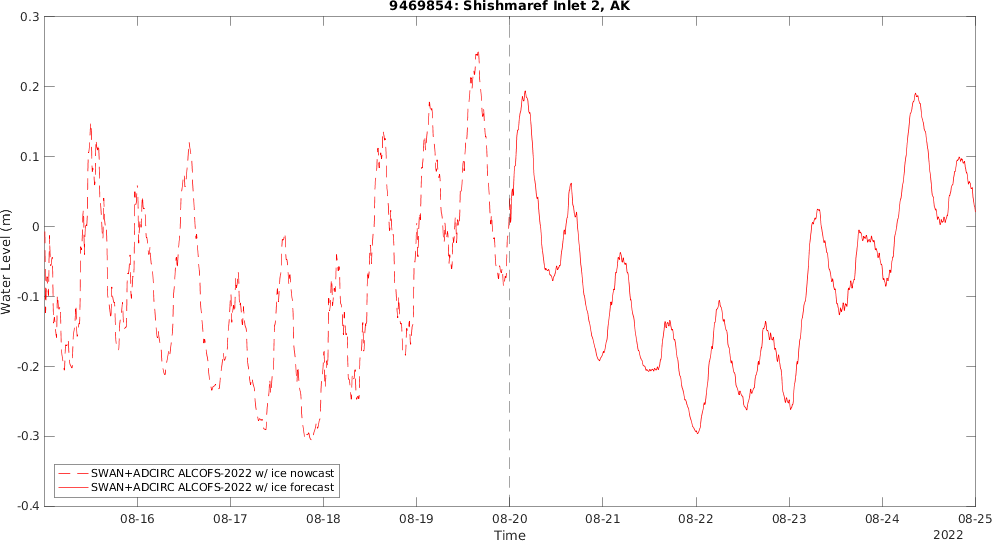 9469854: Shishmaref Inlet 2, AK
0.3
0.2
0.1
0
-0.1
-0.2
-0.3
-0.4
Water Level (m)
SWAN+ADCIRC ALCOFS-2022 w/ ice nowcast
SWAN+ADCIRC ALCOFS-2022 w/ ice forecast
08-16 08-17 08-18 08-19 08-20 08-21 08-22 08-23 08-24 08-25
Time
2022